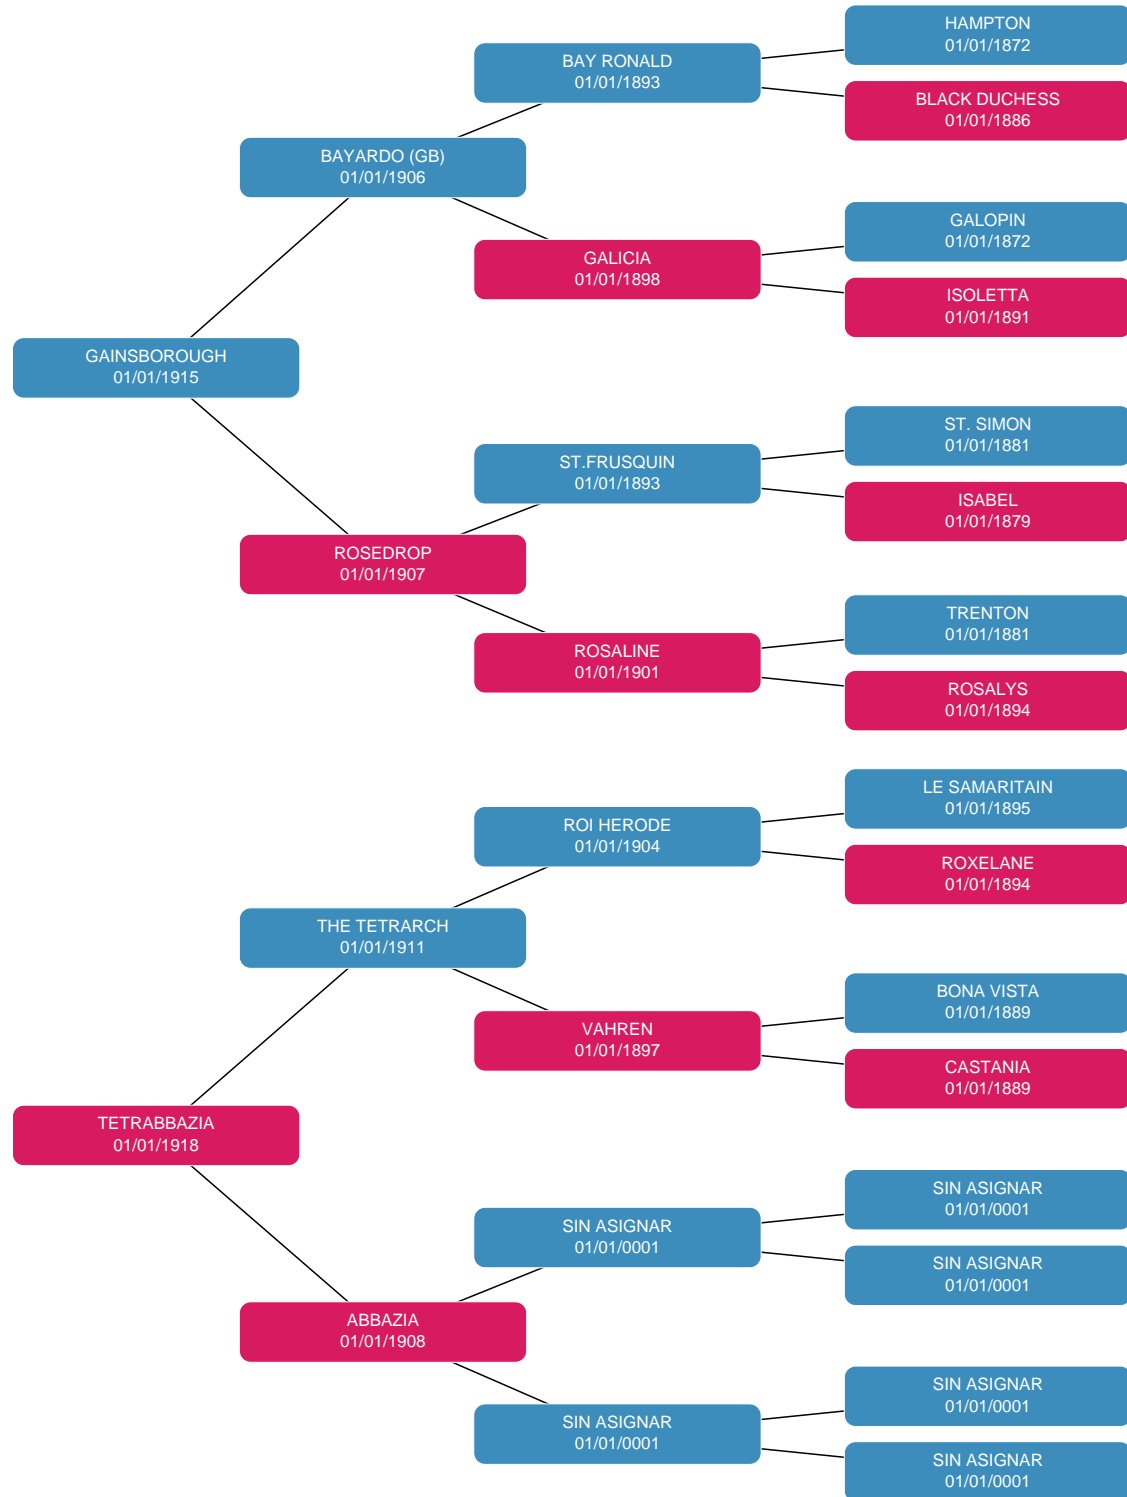 HAMPTON
01/01/1872
BAY RONALD
01/01/1893
BLACK DUCHESS
01/01/1886
BAYARDO (GB)
01/01/1906
GALOPIN
01/01/1872
GALICIA
01/01/1898
ISOLETTA
01/01/1891
GAINSBOROUGH
01/01/1915
ST. SIMON
01/01/1881
ST.FRUSQUIN
01/01/1893
ISABEL
01/01/1879
ROSEDROP
01/01/1907
TRENTON
01/01/1881
ROSALINE
01/01/1901
ROSALYS
01/01/1894
LE SAMARITAIN
01/01/1895
ROI HERODE
01/01/1904
ROXELANE
01/01/1894
THE TETRARCH
01/01/1911
BONA VISTA
01/01/1889
VAHREN
01/01/1897
CASTANIA
01/01/1889
TETRABBAZIA
01/01/1918
SIN ASIGNAR
01/01/0001
SIN ASIGNAR
01/01/0001
SIN ASIGNAR
01/01/0001
ABBAZIA
01/01/1908
SIN ASIGNAR
01/01/0001
SIN ASIGNAR
01/01/0001
SIN ASIGNAR
01/01/0001